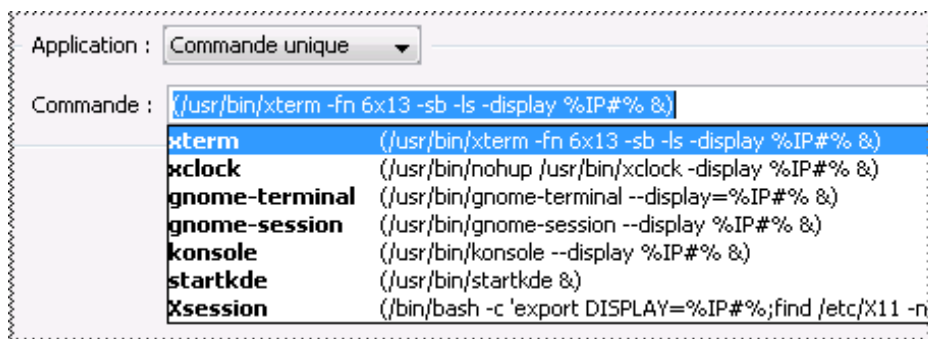 Application : Commande unique
Commande : (/usr/bin/xterm -fn 6x13 -sb -ls -display %IP#% &)
xterm (/usr/bin/xterm -fn 6x13 -sb -ls -display %IP#% &)
xclock (/usr/bin/nohup /usr/bin/xclock -display %IP#% &)
gnome-terminal (/usr/bin/gnome-terminal --display=%IP#% &)
gnome-session (/usr/bin/gnome-session --display %IP#% &)
konsole (/usr/bin/konsole --display %IP#% &)
startkde (/usr/bin/startkde &)
Xsession (/bin/bash -c 'export DISPLAY=%IP#%;find /etc/X11 -n